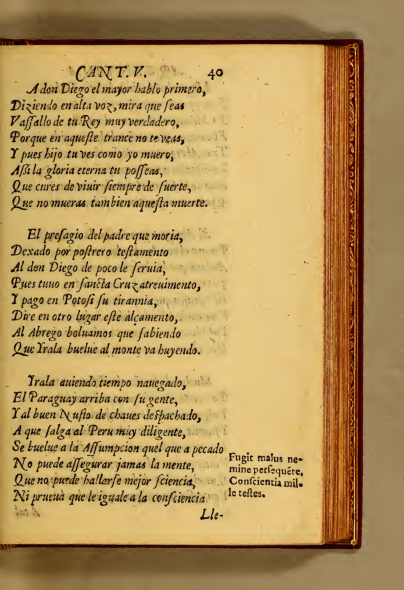 CANT. V. 40
A don Diego el mayor hablo primero,
Diziendo en alta voz, mira que seas
Vassallo de tu Rey muy verdadero,
Porque en aqueste trance no te veas,
Y pues hijo tu ves como yo muero,
Assi la gloria eterna tu posseas,
Que cures de viuir siempre de suerte,
Que no mueras tambien aquesta muerte.
El presagio del padre que moria,
Dexado por postrero testamento
Al don Diego de poco le seruia,
Pues tuuo en sancta Cruz atreuimento,
Y pago en Potosi su tirannia,
Dire en otro lugar este alçamento,
Al Abrego boluamos que sabiendo
Que Yrala buelue al monte va huyendo.
Yrala auiendo tiempo nauegado,
El Paraguay arriba con su gente,
Y al buen Nuflo de chaues despachado,
A que salga al Peru muy diligente,
Se buelue a la Assumpcion quel que a pecado
No puede assegurar jamas la mente,
Que no puede hallarse mejor sciencia,
Ni prueua que le iguale a la consciencia
Fugit malus ne-
mine persequẽte.
Conscientia mil-
le testes.
Lle-